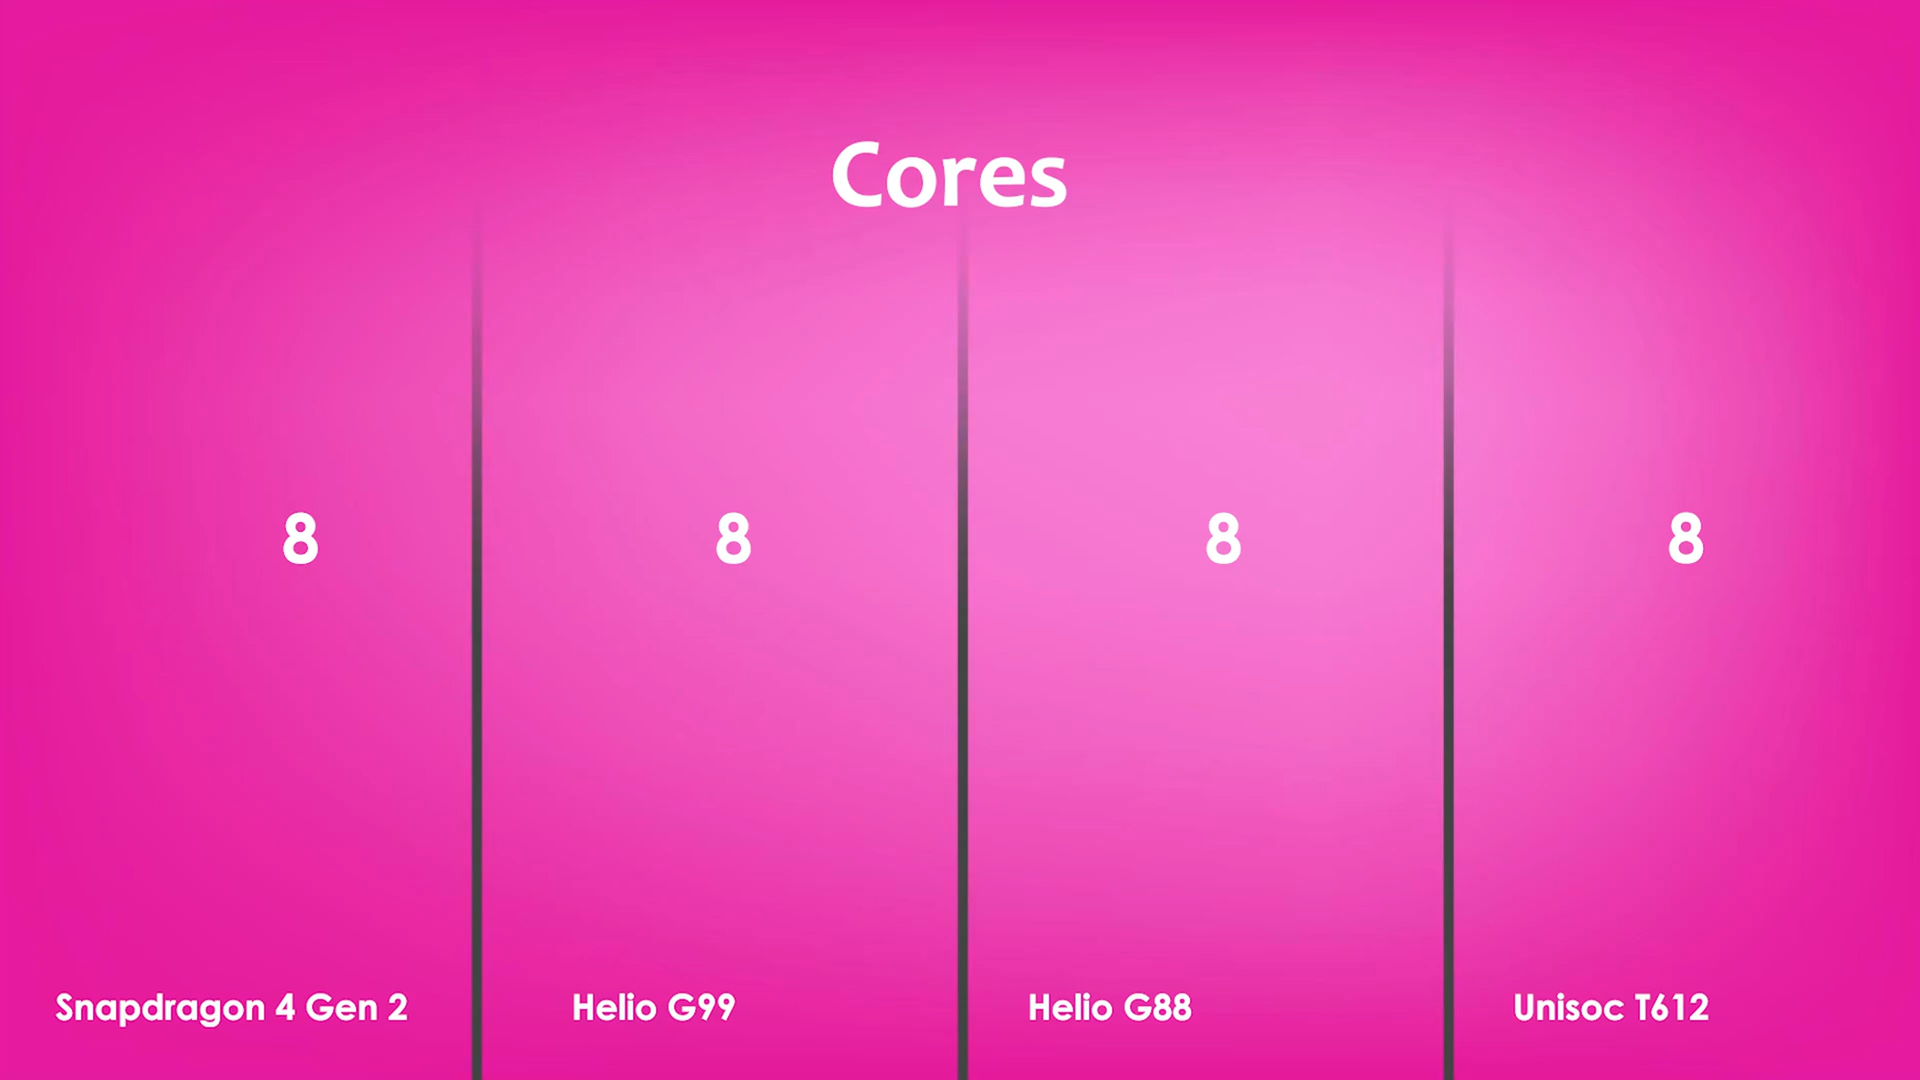 Cores
8
8
8
8
Snapdragon 4 Gen 2
Helio G99
Helio G88
Unisoc T612